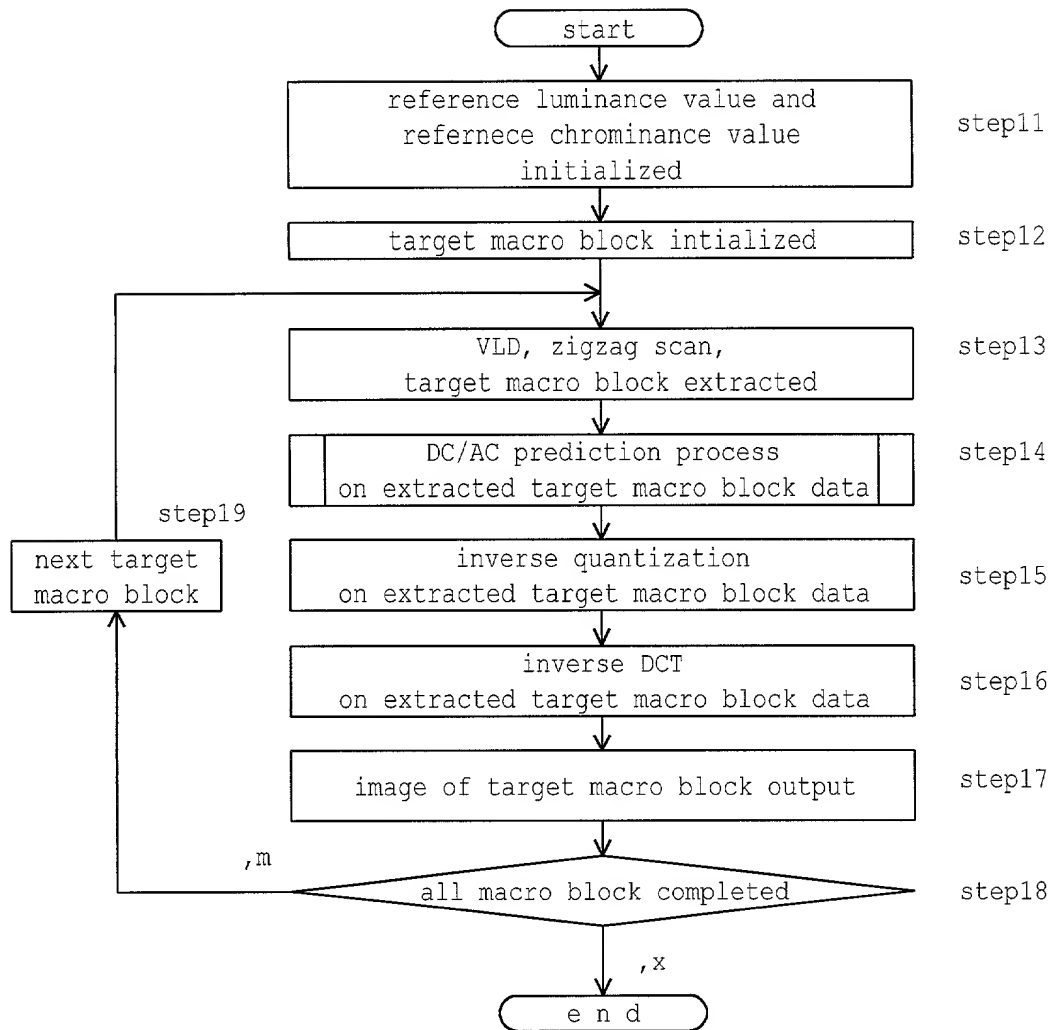 start
reference luminance value and
refernece chrominance value
initialized
step11
target macro block intialized
step12
VLD, zigzag scan,
target macro block extracted
step13
DC/AC prediction process
on extracted target macro block data
step14
step19
next target
macro block
inverse quantization
on extracted target macro block data
step15
inverse DCT
on extracted target macro block data
step16
image of target macro block output
step17
,m
all macro block completed
step18
,x
e n d